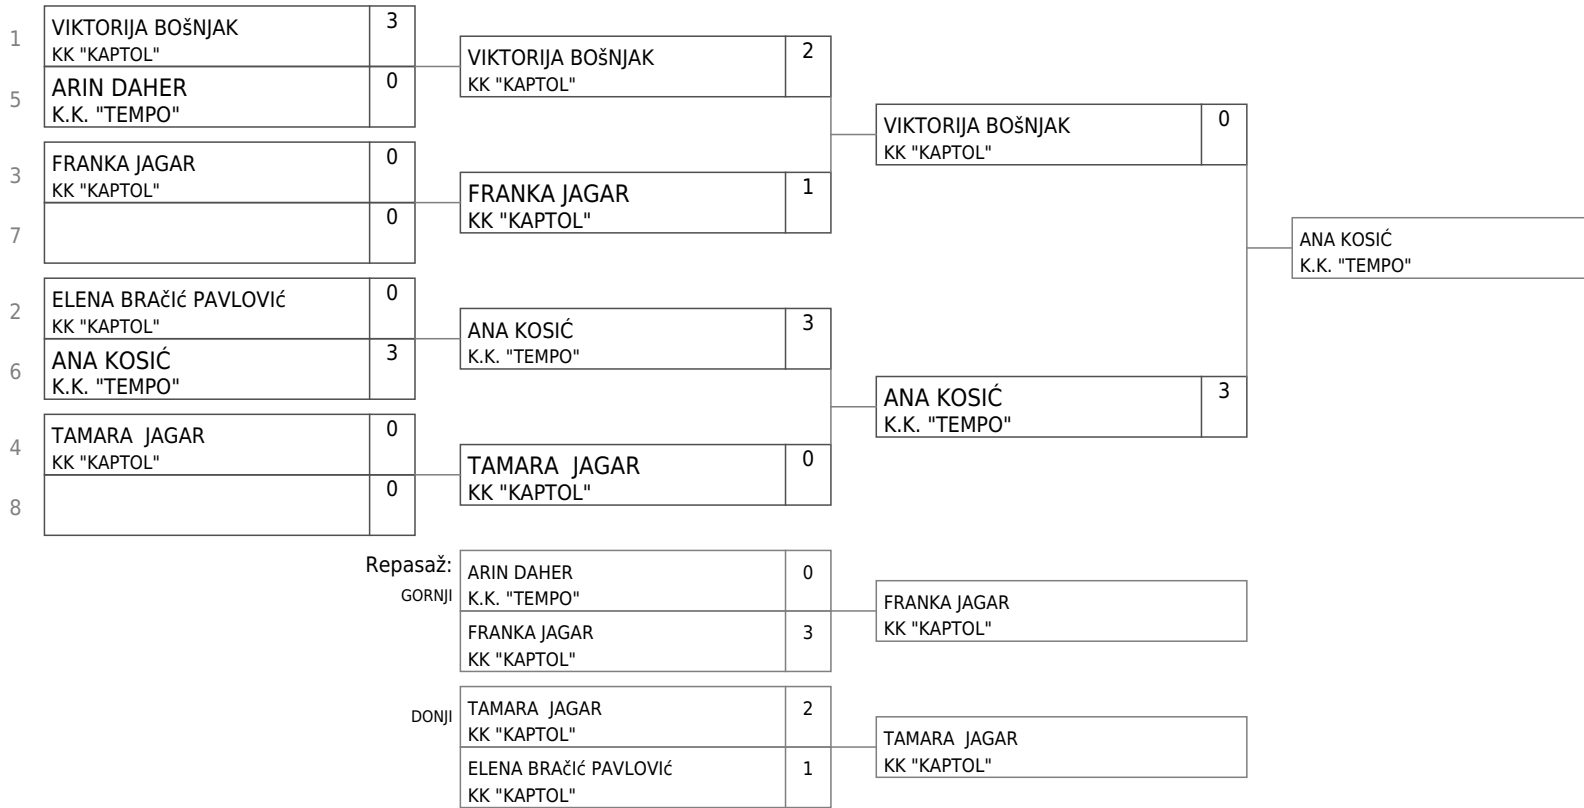 1
VIKTORIJA BOšNJAK 3
KK "KAPTOL"
5
ARIN DAHER 0
K.K. "TEMPO"
3
FRANKA JAGAR 0
KK "KAPTOL"
7
0
2
ELENA BRAčIć PAVLOVIć 0
KK "KAPTOL"
6
ANA KOSIĆ 3
K.K. "TEMPO"
4
TAMARA  JAGAR 0
KK "KAPTOL"
8
0
VIKTORIJA BOšNJAK 2
KK "KAPTOL"
FRANKA JAGAR 1
KK "KAPTOL"
ANA KOSIĆ 3
K.K. "TEMPO"
TAMARA  JAGAR 0
KK "KAPTOL"
VIKTORIJA BOšNJAK 0
KK "KAPTOL"
ANA KOSIĆ 3
K.K. "TEMPO"
ANA KOSIĆ
K.K. "TEMPO"
Repasaž:
GORNJI
ARIN DAHER 0
K.K. "TEMPO"
FRANKA JAGAR 3
KK "KAPTOL"
FRANKA JAGAR
KK "KAPTOL"
DONJI
TAMARA  JAGAR 2
KK "KAPTOL"
ELENA BRAčIć PAVLOVIć 1
KK "KAPTOL"
TAMARA  JAGAR
KK "KAPTOL"